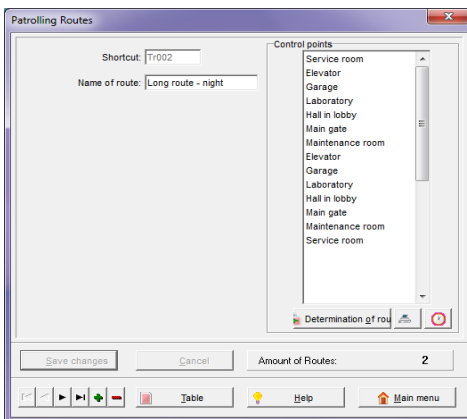 Patrolling Routes
Shortcut: Tr002
Name of route: Long route - night
Control points
Service room
Elevator
Garage
Laboratory
Hall in lobby
Main gate
Maintenance room
Elevator
Garage
Laboratory
Hall in lobby
Main gate
Maintenance room
Service room
Determination of rou
Save changes
Cancel
Amount of Routes: 2
Table
Help
Main menu